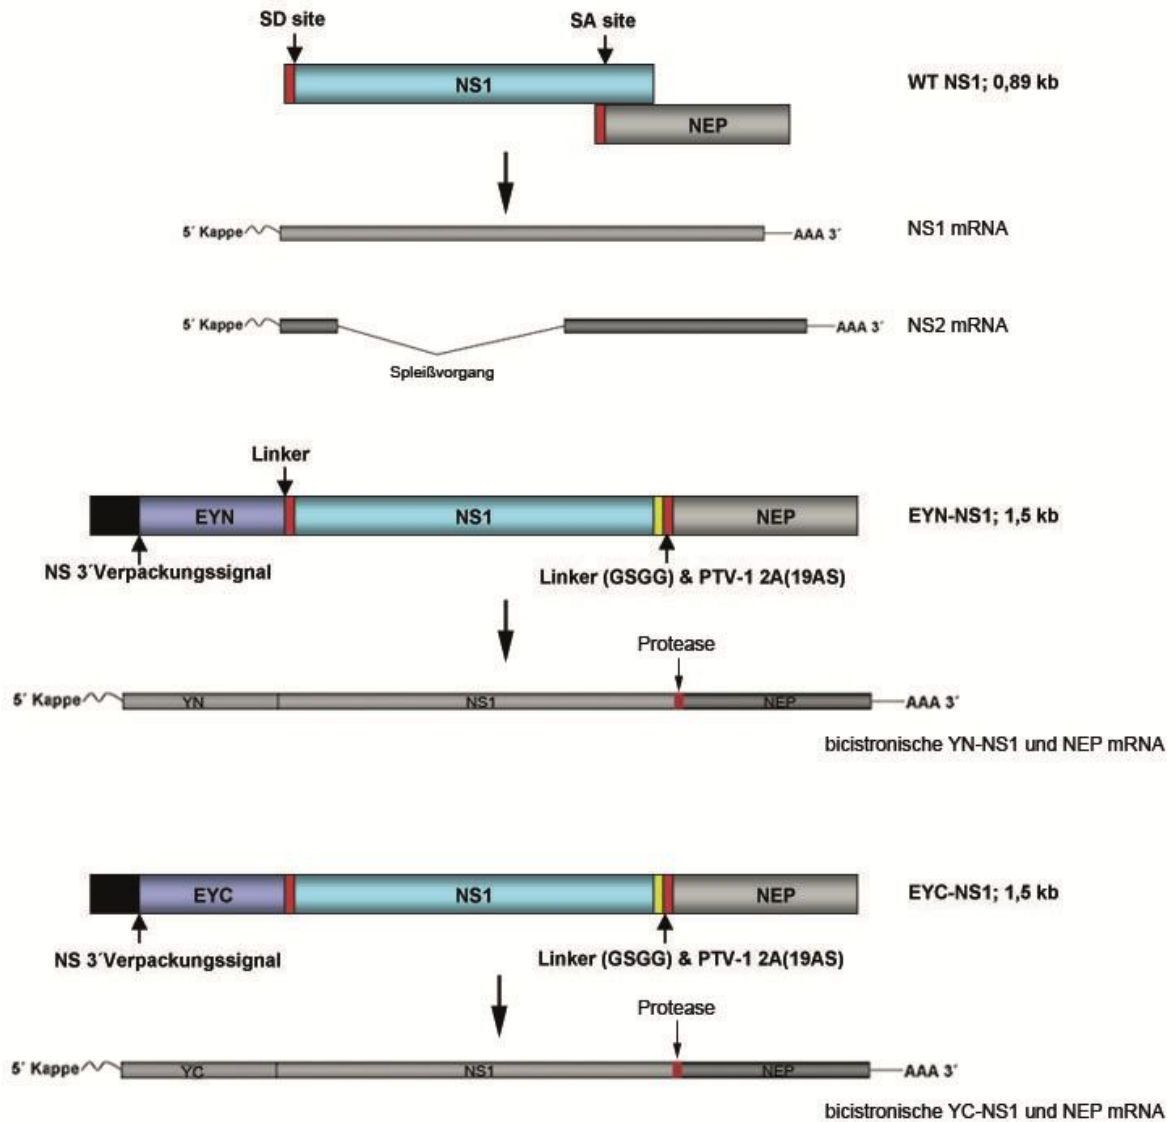 SD site
SA site
NS1
WT NS1; 0,89 kb
NEP
5´ Kappe
AAA 3´
NS1 mRNA
5´ Kappe
AAA 3´
NS2 mRNA
Spleißvorgang
Linker
EYN
NS1
NEP
EYN-NS1; 1,5 kb
NS 3´Verpackungssignal
Linker (GSGG) & PTV-1 2A(19AS)
Protease
5´ Kappe
YN
NS1
NEP
AAA 3´
bicistronische YN-NS1 und NEP mRNA
EYC
NS1
NEP
EYC-NS1; 1,5 kb
NS 3´Verpackungssignal
Linker (GSGG) & PTV-1 2A(19AS)
Protease
5´ Kappe
YC
NS1
NEP
AAA 3´
bicistronische YC-NS1 und NEP mRNA